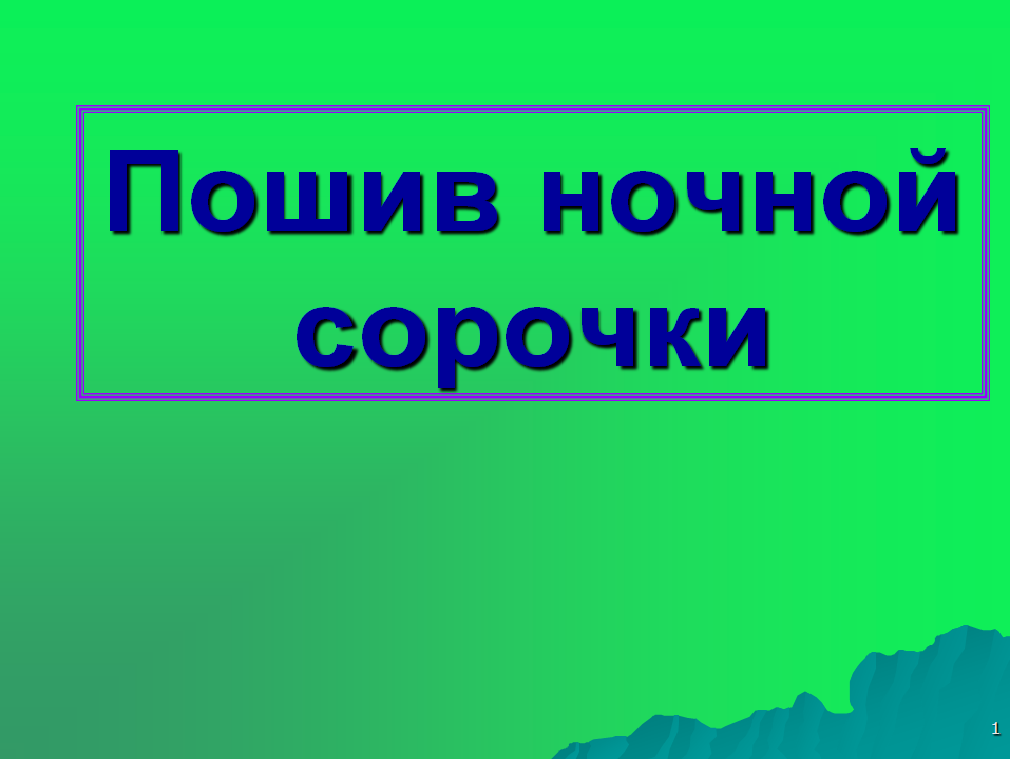 Пошив ночной
сорочки
1